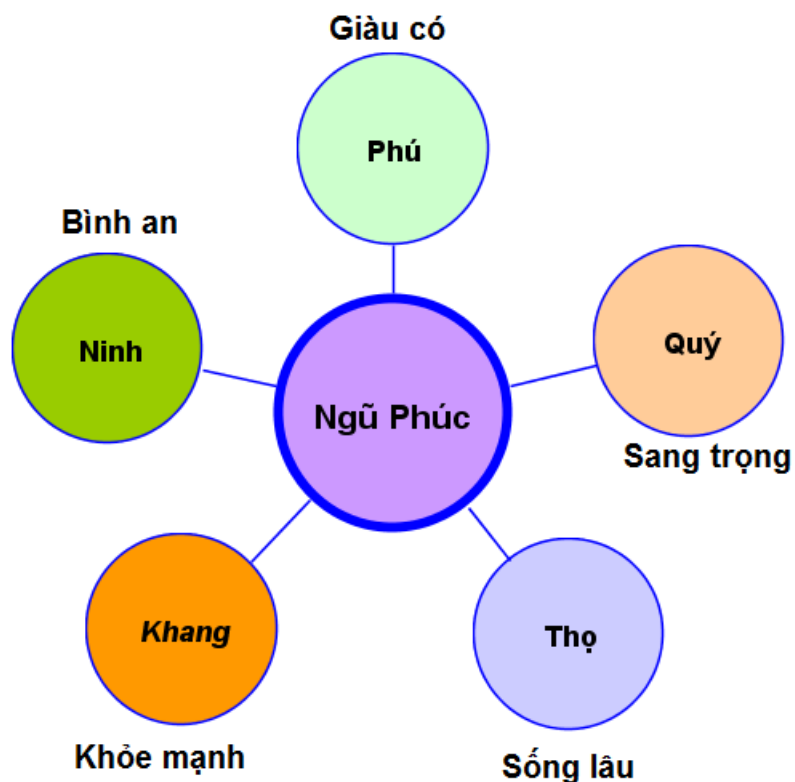 Giàu có
Phú
Bình an
Ninh
Quý
Sang trọng
Ngũ Phúc
Khang
Khỏe mạnh
Thọ
Sống lâu